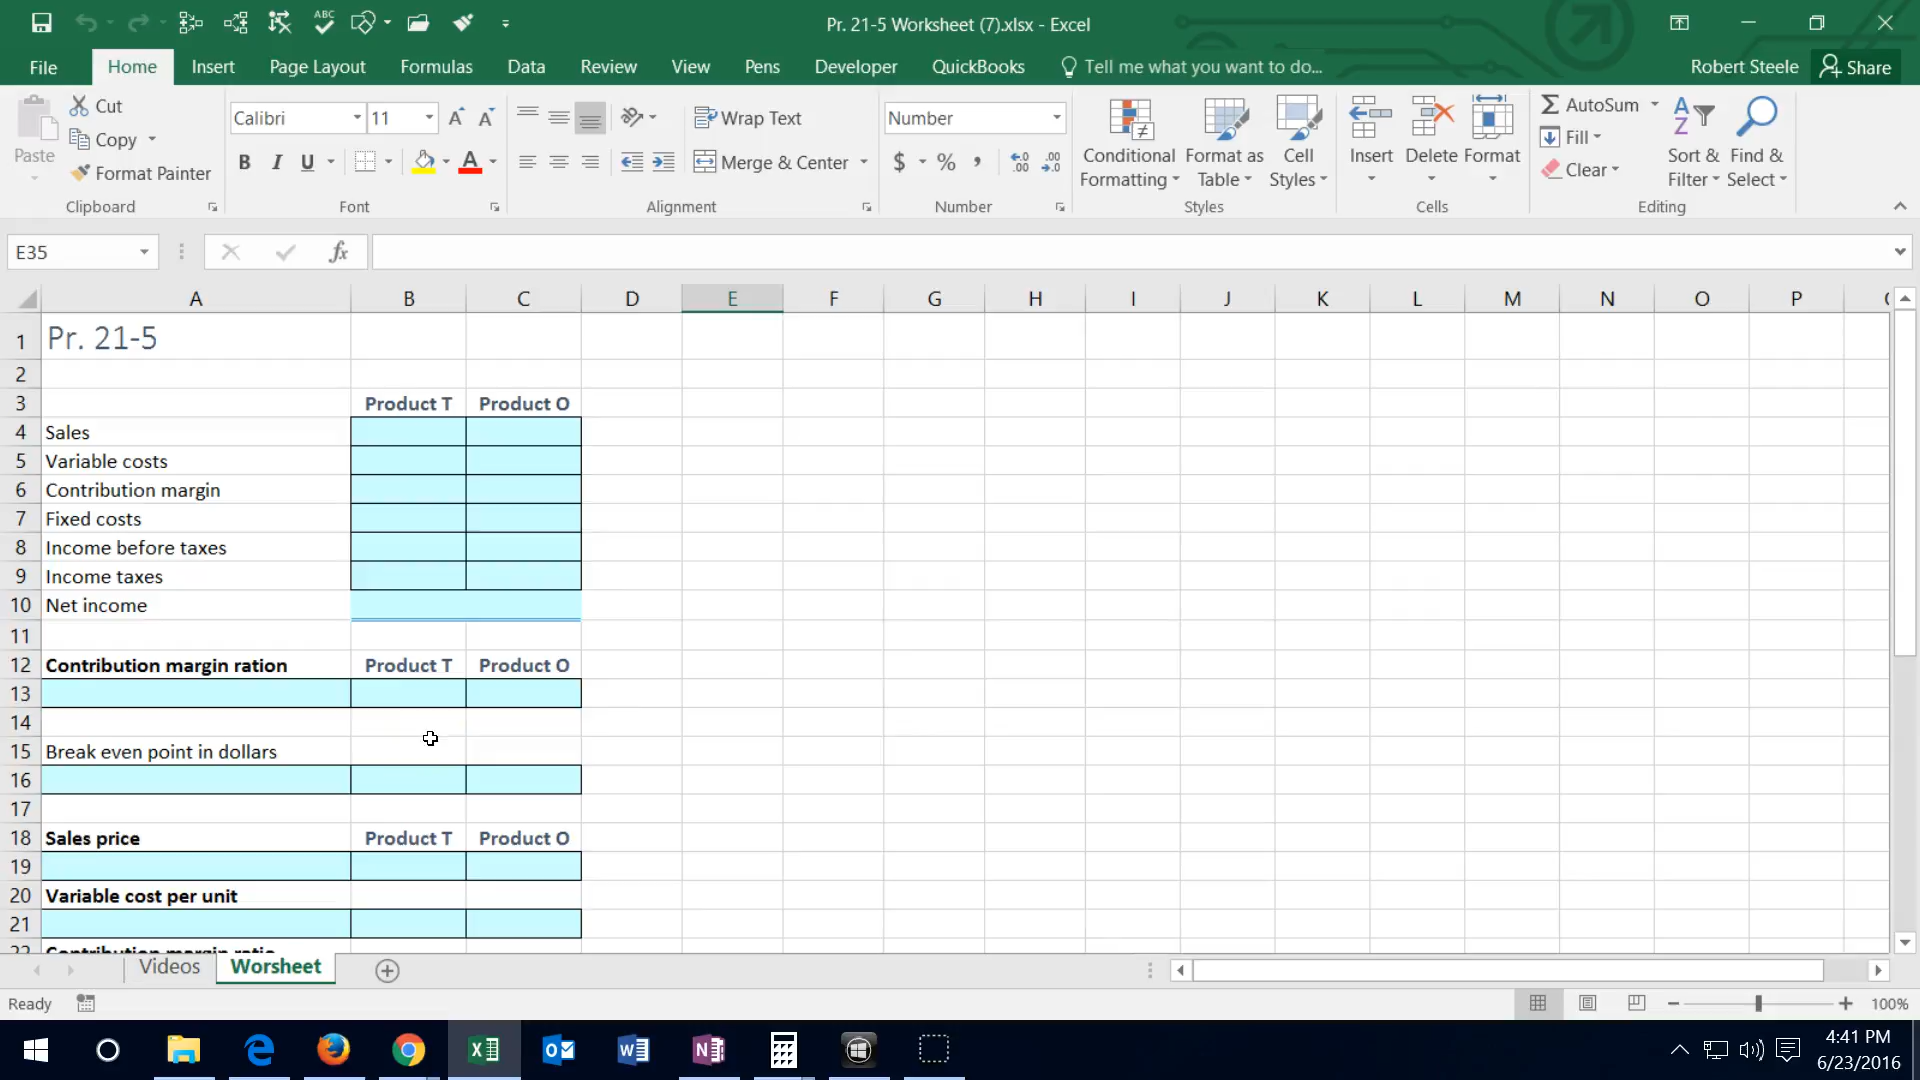 ABC
Pr. 21-5 Worksheet (7).xlsx - Excel
File Home Insert Page Layout Formulas Data Review View Pens Developer QuickBooks Tell me what you want to do... Robert Steele Share
Paste
Cut
Copy
Format Painter
Clipboard
Calibri 11
B I U A
Font
Wrap Text
Merge & Center
Alignment
Number
$ % ,
Number
Conditional Formatting
Format as Table
Cell Styles
Styles
Insert Delete Format
Cells
AutoSum
Fill
Clear
Sort & Filter
Find & Select
Editing
E35 fx
A B C D E F G H I J K L M N O P
1 Pr. 21-5
2
3 Product T Product O
4 Sales
5 Variable costs
6 Contribution margin
7 Fixed costs
8 Income before taxes
9 Income taxes
10 Net income
11
12 Contribution margin ration Product T Product O
13
14
15 Break even point in dollars
16
17
18 Sales price Product T Product O
19
20 Variable cost per unit
21
22 Contribution margin ratio
Videos Worsheet
Ready 100%
4:41 PM
6/23/2016